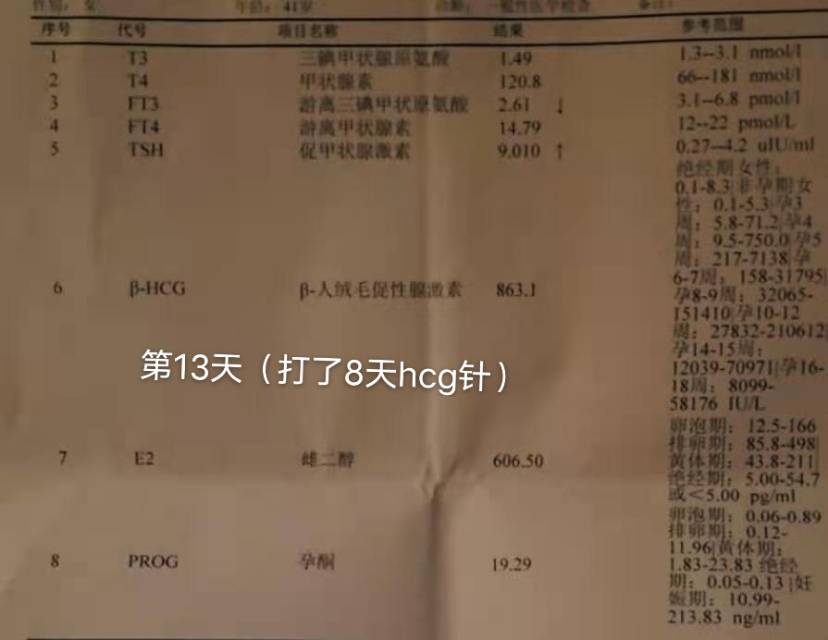 性别：女 年龄：41岁
序号 代号 项目名称 结果 参考范围
1 T3 三碘甲状腺原氨酸 1.49 1.3--3.1 nmol/l
2 T4 甲状腺素 120.8 66--181 nmol/l
3 FT3 游离三碘甲状原氨酸 2.61 ↓ 3.1--6.8 pmol/l
4 FT4 游离甲状腺素 14.79 12--22 pmol/L
5 TSH 促甲状腺激素 9.010 ↑ 0.27--4.2 uIU/ml
绝经期女性：
0.1-8.3|非孕期女
性：0.1-5.3|孕3
周：5.8-71.2|孕4
周：9.5-750.0|孕5
周：217-7138|孕
6 β-HCG β-人绒毛促性腺激素 863.1 6-7周：158-31795|
孕8-9周：32065-
151410|孕10-12
周：27832-210612|
孕14-15周：
12039-70971|孕16-
18周：8099-
58176 IU/L
第13天（打了8天hcg针）
卵泡期：12.5-166
排卵期：85.8-498|
7 E2 雌二醇 606.50 黄体期：43.8-211|
绝经期：5.00-54.7
或<5.00 pg/ml
卵泡期：0.06-0.89
排卵期：0.12-
8 PROG 孕酮 19.29 11.96|黄体期：
1.83-23.83 绝经
期：0.05-0.13 |妊
娠期：10.99-
213.83 ng/ml